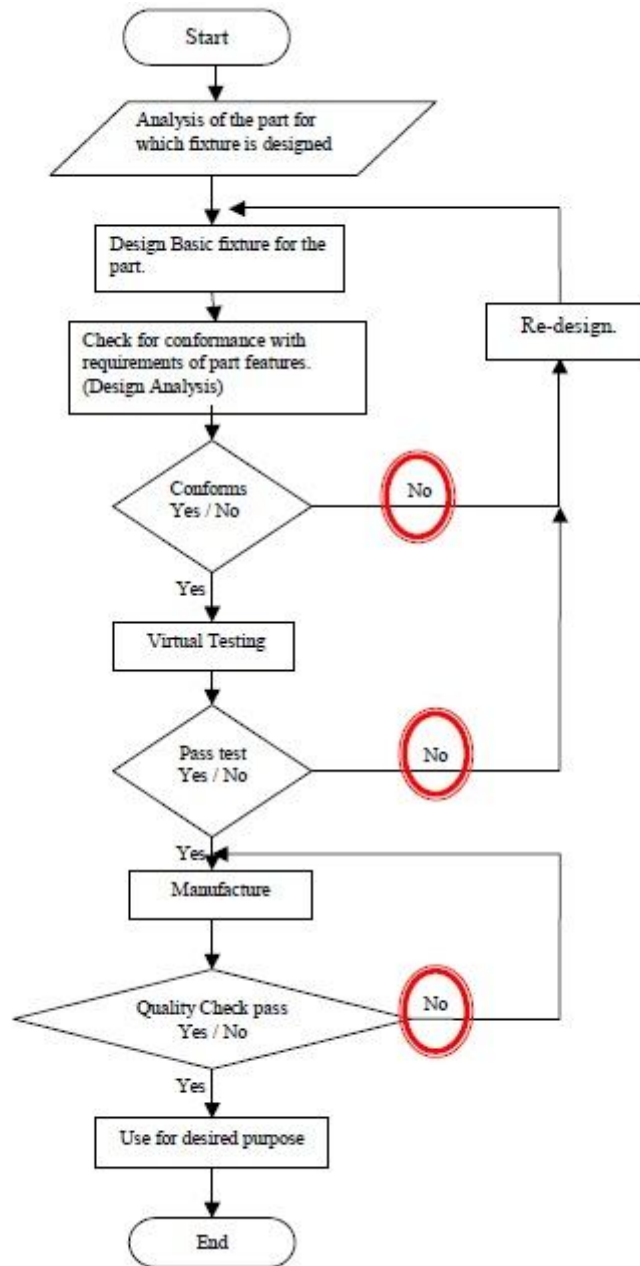 Start
Analysis of the part for
which fixture is designed
Design Basic fixture for the
part.
Re-design.
Check for conformance with
requirements of part features.
(Design Analysis)
Conforms
Yes / No
No
Yes
Virtual Testing
Pass test
Yes / No
No
Yes
Manufacture
Quality Check pass
Yes / No
No
Yes
Use for desired purpose
End